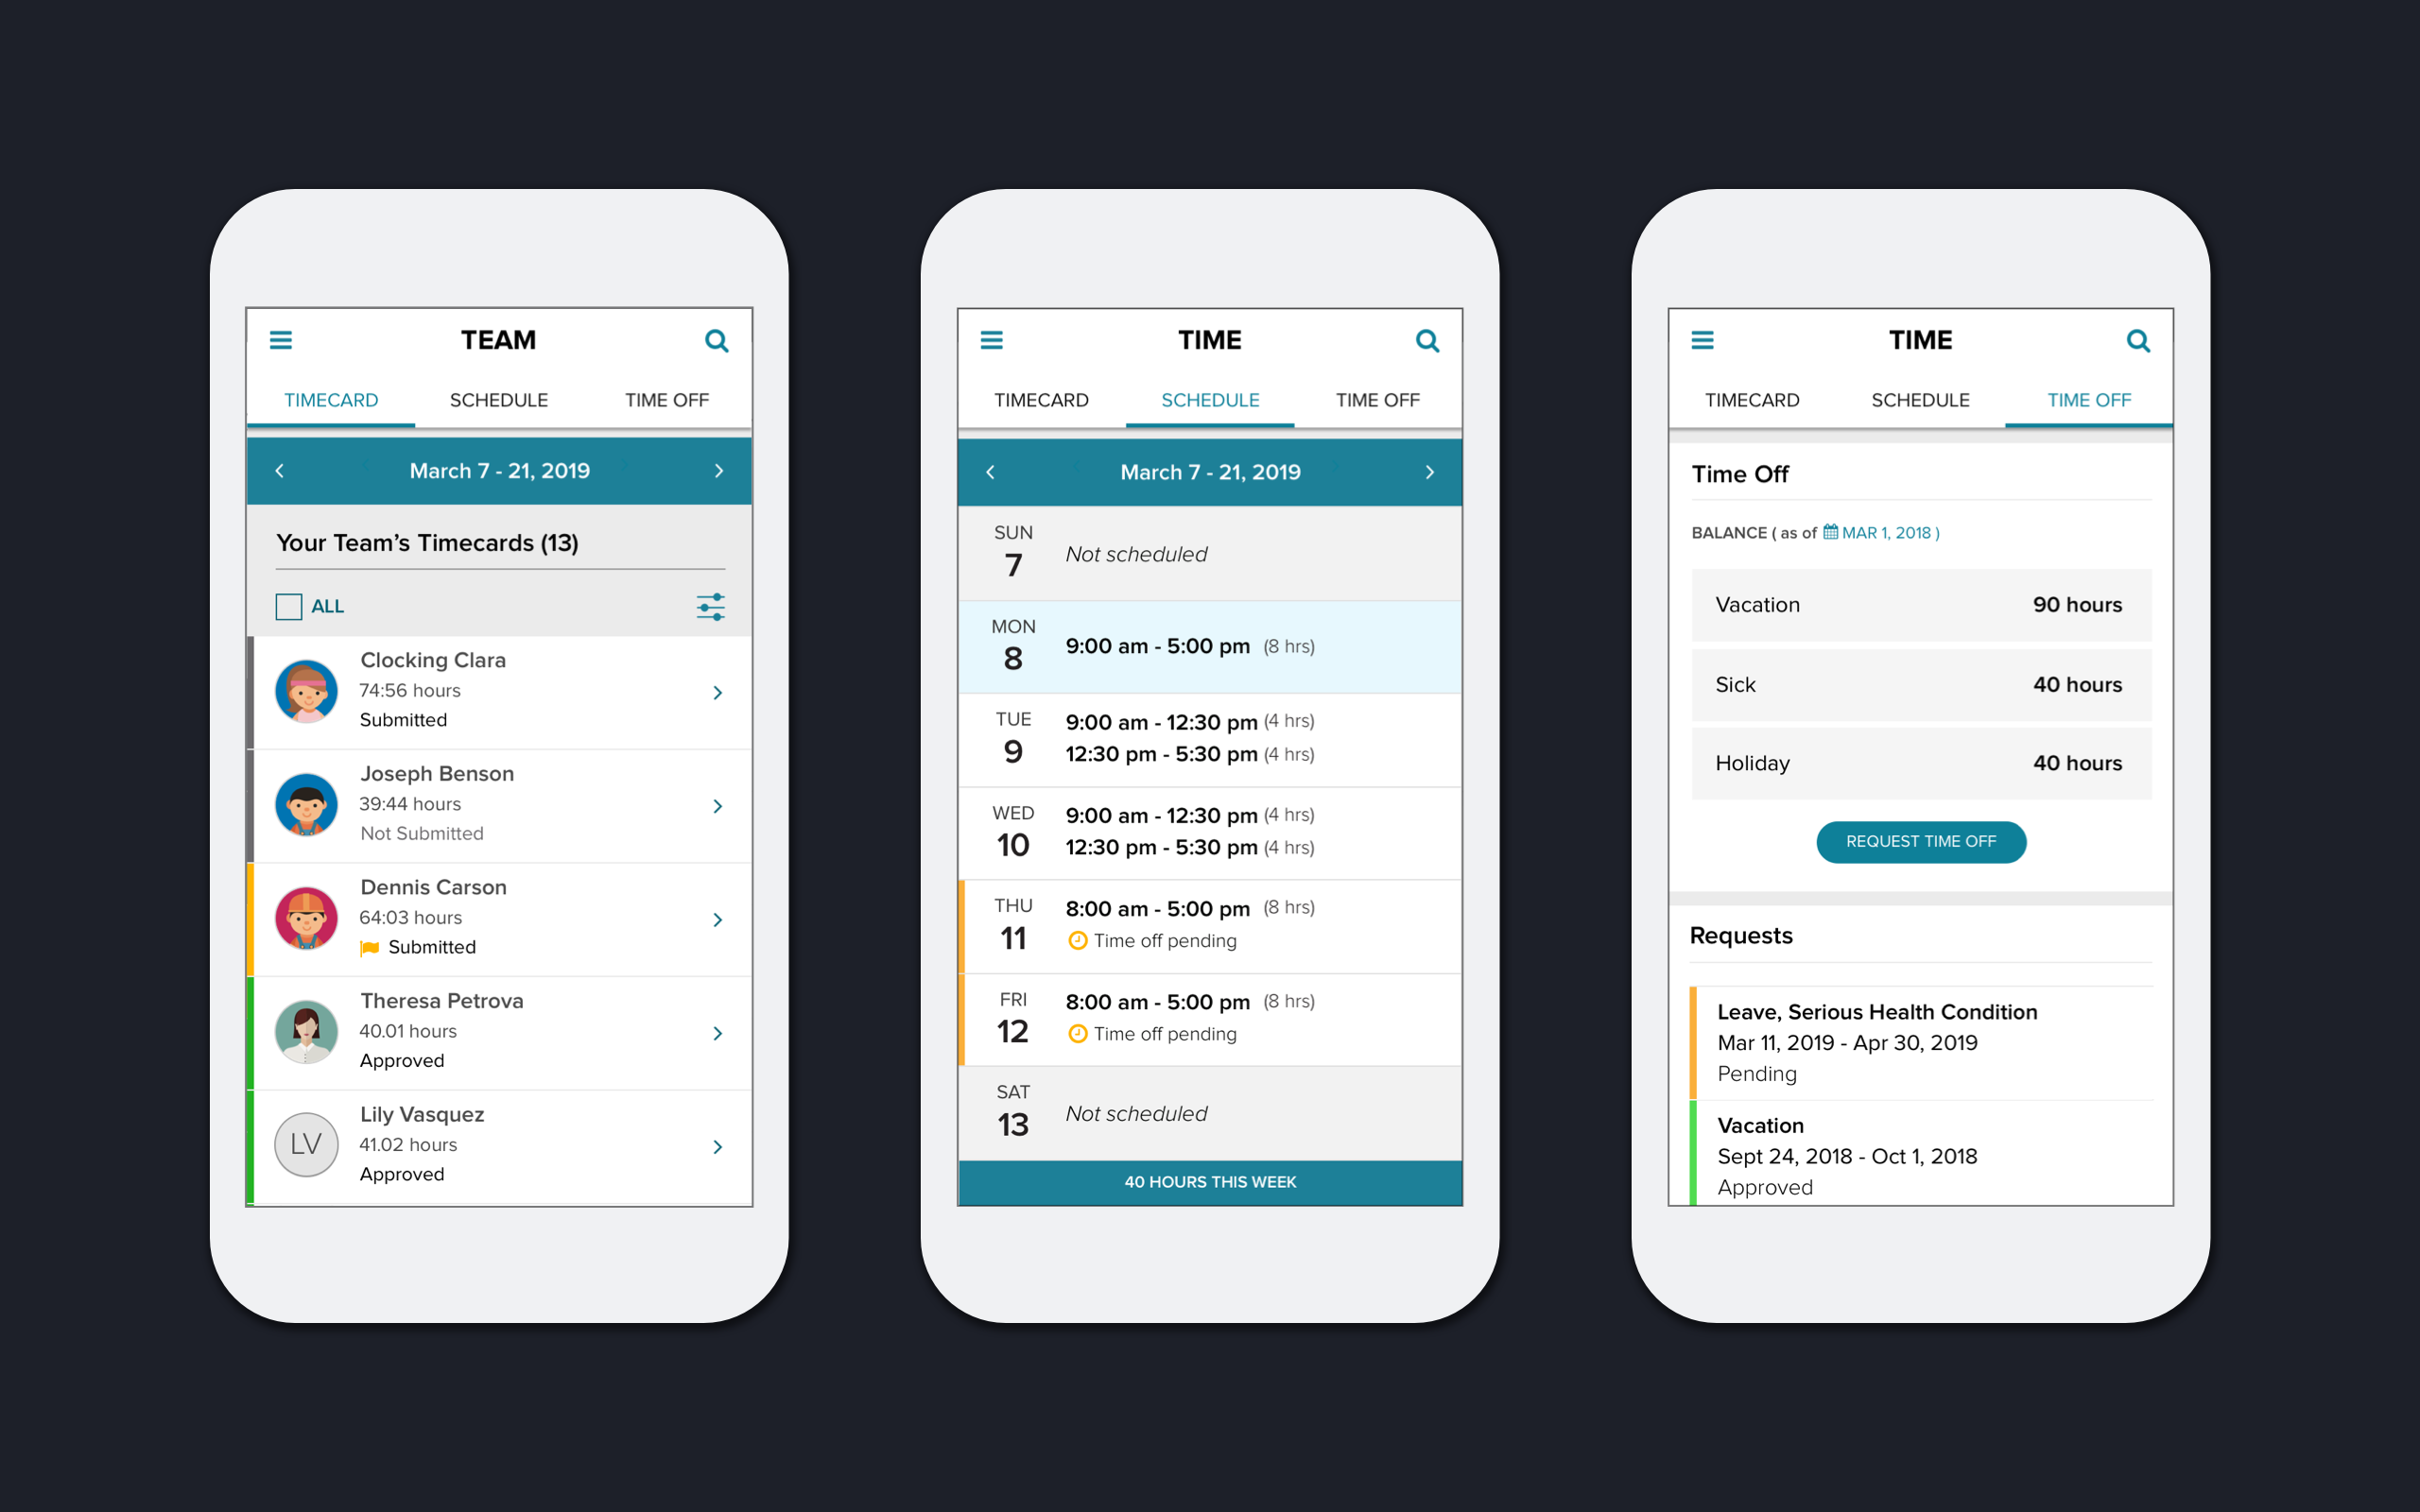 TEAM
TIMECARD SCHEDULE TIME OFF
March 7 - 21, 2019
Your Team’s Timecards (13)
ALL
Clocking Clara
74:56 hours
Submitted
Joseph Benson
39:44 hours
Not Submitted
Dennis Carson
64:03 hours
Submitted
Theresa Petrova
40.01 hours
Approved
LV
Lily Vasquez
41.02 hours
Approved
TIME
TIMECARD SCHEDULE TIME OFF
March 7 - 21, 2019
SUN
7
Not scheduled
MON
8
9:00 am - 5:00 pm (8 hrs)
TUE
9
9:00 am - 12:30 pm (4 hrs)
12:30 pm - 5:30 pm (4 hrs)
WED
10
9:00 am - 12:30 pm (4 hrs)
12:30 pm - 5:30 pm (4 hrs)
THU
11
8:00 am - 5:00 pm (8 hrs)
Time off pending
FRI
12
8:00 am - 5:00 pm (8 hrs)
Time off pending
SAT
13
Not scheduled
40 HOURS THIS WEEK
TIME
TIMECARD SCHEDULE TIME OFF
Time Off
BALANCE ( as of MAR 1, 2018 )
Vacation 90 hours
Sick 40 hours
Holiday 40 hours
REQUEST TIME OFF
Requests
Leave, Serious Health Condition
Mar 11, 2019 - Apr 30, 2019
Pending
Vacation
Sept 24, 2018 - Oct 1, 2018
Approved